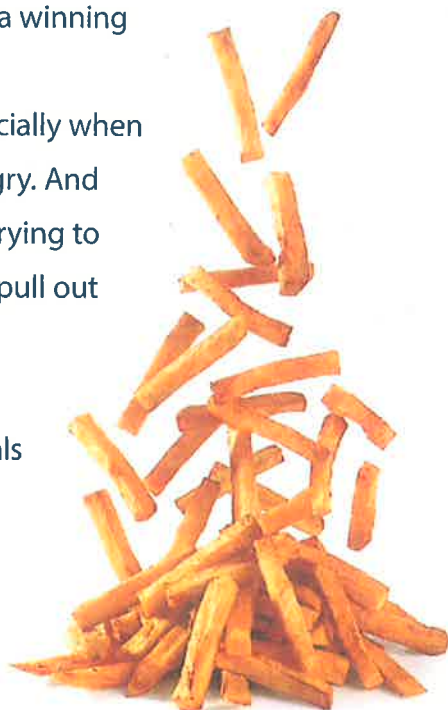 a winning
cially when
gry. And
rying to
pull out
ls